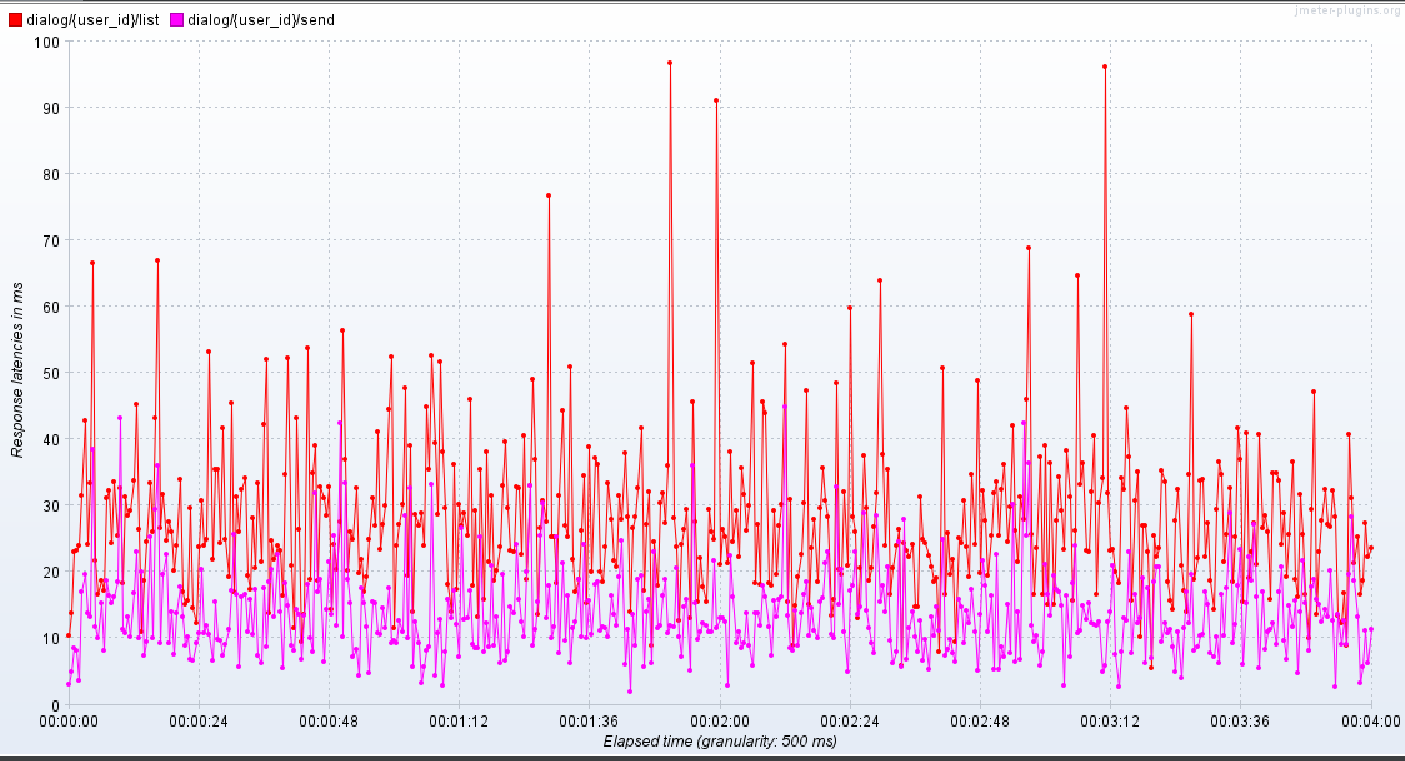 jmeter-plugins.org
dialog/{user_id}/list dialog/{user_id}/send
100
90
80
70
60
50
40
30
20
10
0
Response latencies in ms
00:00:00 00:00:24 00:00:48 00:01:12 00:01:36 00:02:00 00:02:24 00:02:48 00:03:12 00:03:36 00:04:00
Elapsed time (granularity: 500 ms)